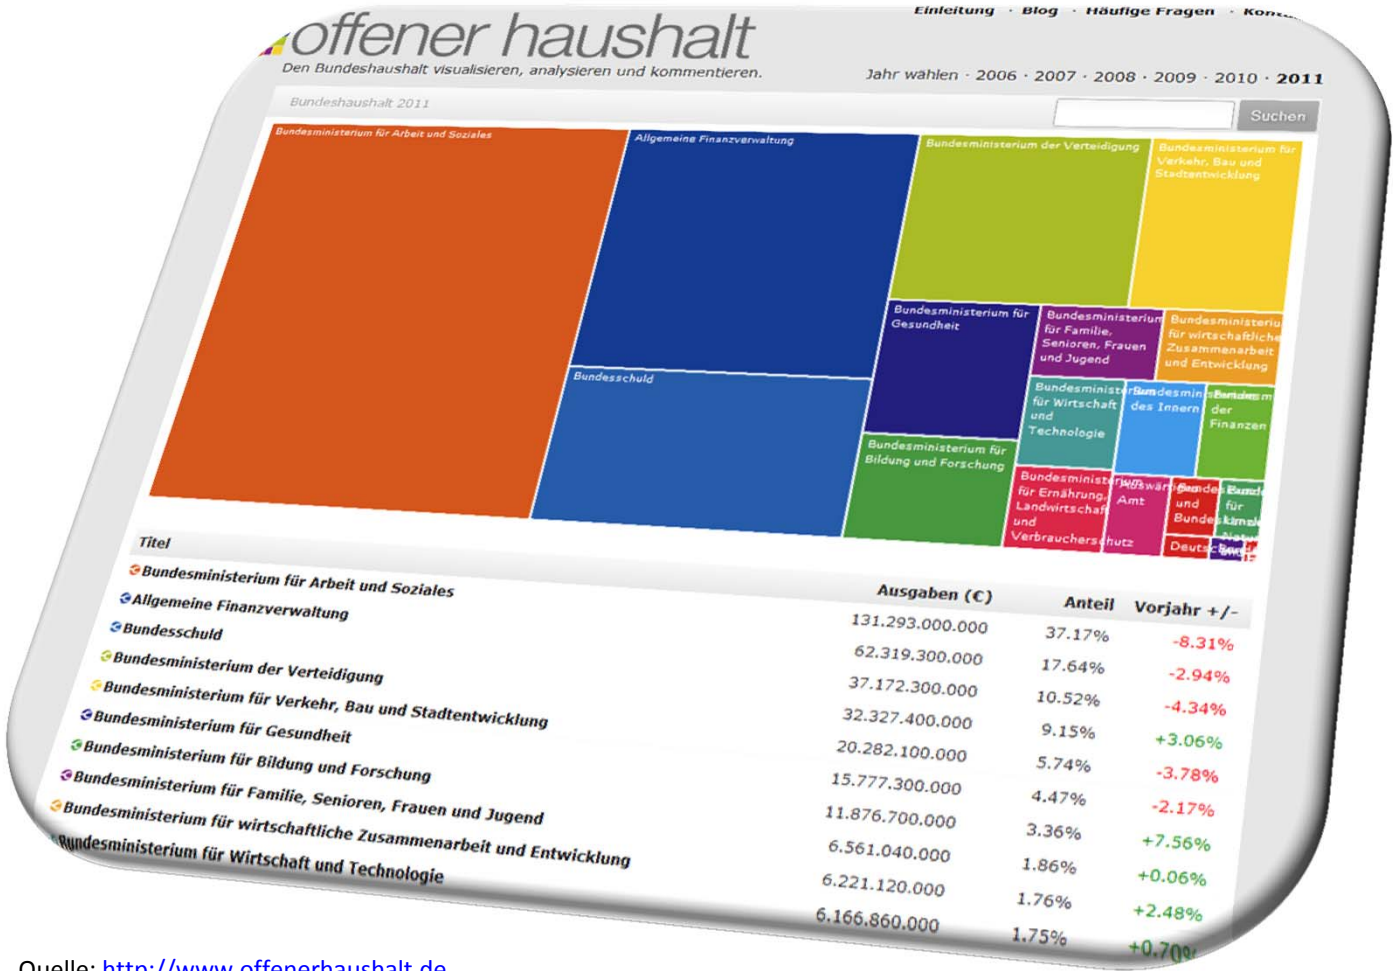 Einleitung · Blog · Häufige Fragen ·
offener haushalt
Den Bundeshaushalt visualisieren, analysieren und kommentieren.
Jahr wählen · 2006 · 2007 · 2008 · 2009 · 2010 · 2011
Bundeshaushalt 2011
Suchen
Bundesministerium für Arbeit und Soziales
Allgemeine Finanzverwaltung
Bundesschuld
Bundesministerium der Verteidigung
Bundesministerium für
Verkehr, Bau und
Stadtentwicklung
Bundesministerium für
Gesundheit
Bundesministerium für
Bildung und Forschung
Bundesministerium
für Familie,
Senioren, Frauen
und Jugend
Bundesministeriu
für wirtschaftliche
Zusammenarbeit
und Entwicklung
für Wirtschaft
und
Technologie
des Innern
der
Finanzen
Bundesministerium
für Ernährung,
Landwirtschaf
und
Verbraucherschutz
Amt
und
für
Titel
Ausgaben (€) Anteil Vorjahr +/-
Bundesministerium für Arbeit und Soziales 131.293.000.000 37.17% -8.31%
Allgemeine Finanzverwaltung 62.319.300.000 17.64% -2.94%
Bundesschuld 37.172.300.000 10.52% -4.34%
Bundesministerium der Verteidigung 32.327.400.000 9.15% +3.06%
Bundesministerium für Verkehr, Bau und Stadtentwicklung 20.282.100.000 5.74% -3.78%
Bundesministerium für Gesundheit 15.777.300.000 4.47% -2.17%
Bundesministerium für Bildung und Forschung 11.876.700.000 3.36% +7.56%
Bundesministerium für Familie, Senioren, Frauen und Jugend 6.561.040.000 1.86% +0.06%
Bundesministerium für wirtschaftliche Zusammenarbeit und Entwicklung 6.221.120.000 1.76% +2.48%
Bundesministerium für Wirtschaft und Technologie 6.166.860.000 1.75% +0.70%
Quelle: http://www.offenerhaushalt.de